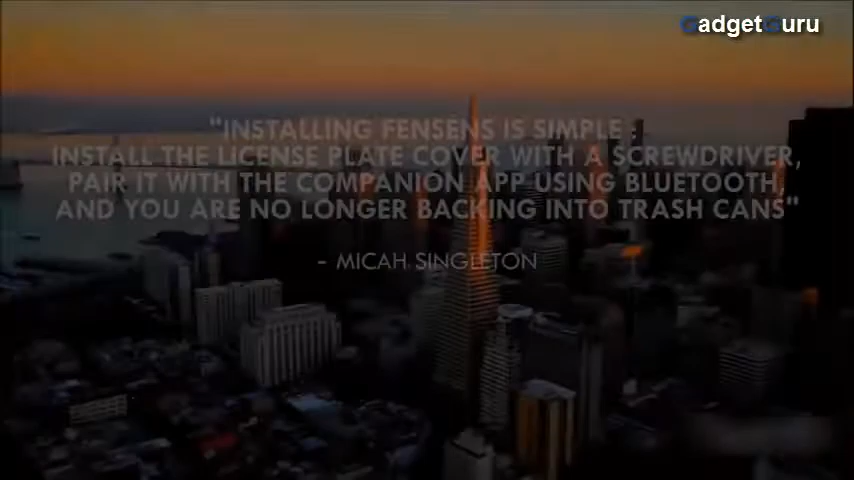 GadgetGuru
"INSTALLING FENSENS IS SIMPLE :
INSTALL THE LICENSE PLATE COVER WITH A SCREWDRIVER,
PAIR IT WITH THE COMPANION APP USING BLUETOOTH,
AND YOU ARE NO LONGER BACKING INTO TRASH CANS"
- MICAH SINGLETON